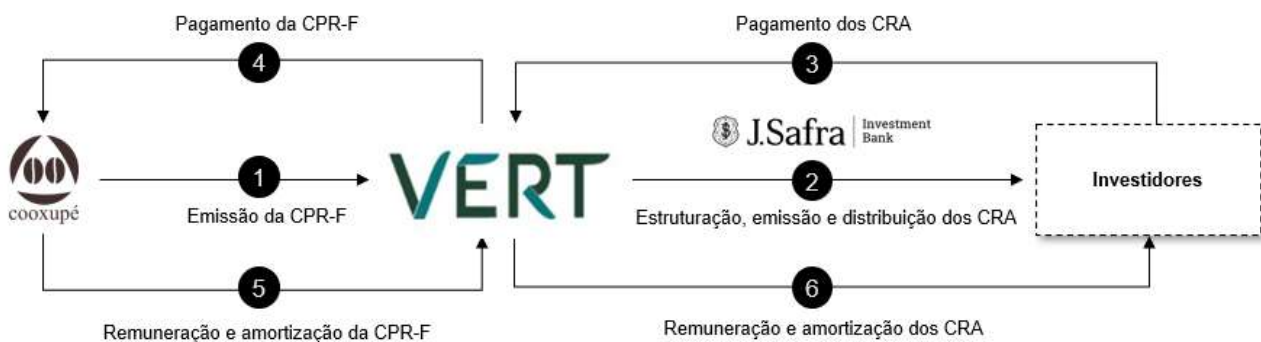 Pagamento da CPR-F
Pagamento dos CRA
4
3
J.Safra
Investment
Bank
cooxupé
1
VERT
2
Investidores
Emissão da CPR-F
Estruturação, emissão e distribuição dos CRA
5
6
Remuneração e amortização da CPR-F
Remuneração e amortização dos CRA